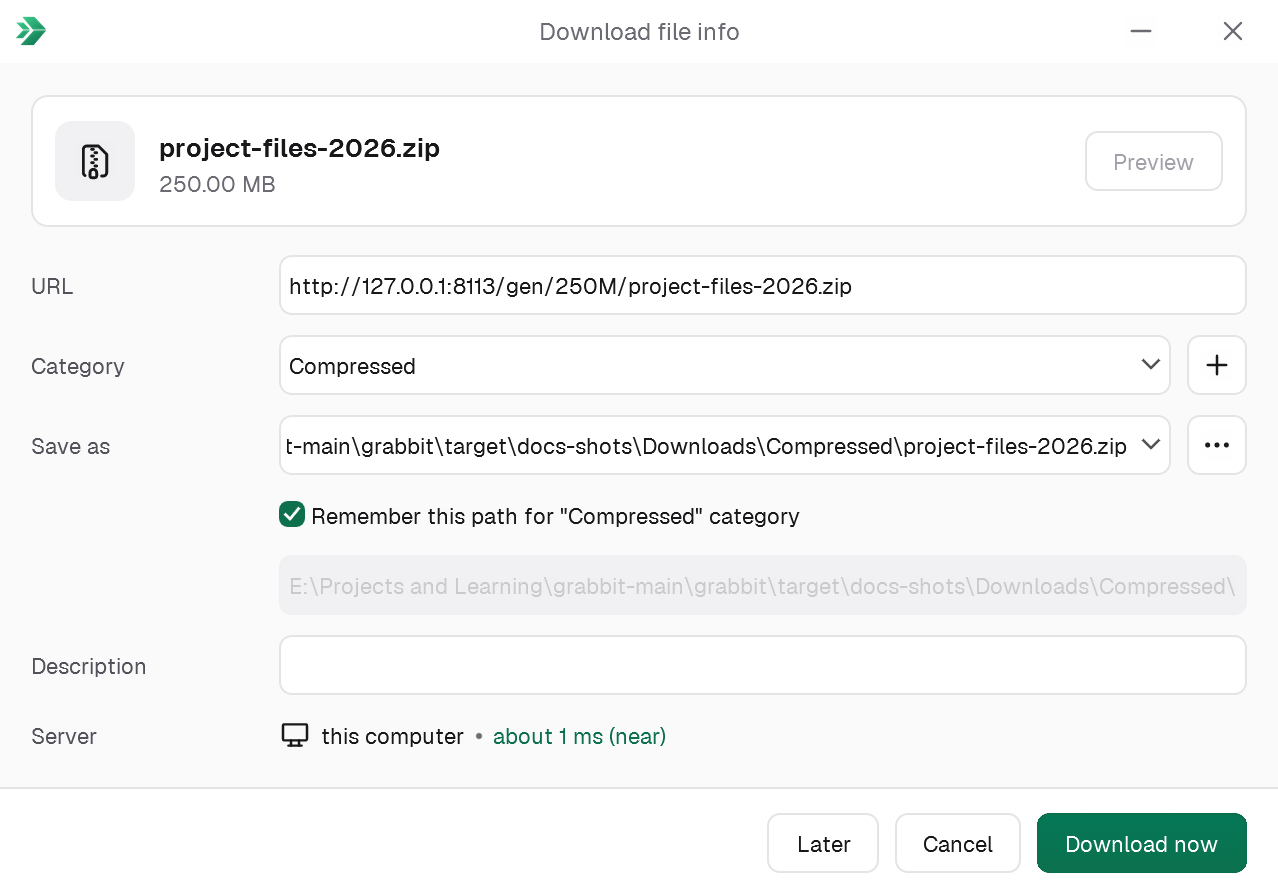 Download file info
project-files-2026.zip
250.00 MB
Preview
URL
http://127.0.0.1:8113/gen/250M/project-files-2026.zip
Category
Compressed
Save as
t-main\grabbit\target\docs-shots\Downloads\Compressed\project-files-2026.zip
Remember this path for "Compressed" category
E:\Projects and Learning\grabbit-main\grabbit\target\docs-shots\Downloads\Compressed\
Description
Server
this computer • about 1 ms (near)
Later
Cancel
Download now